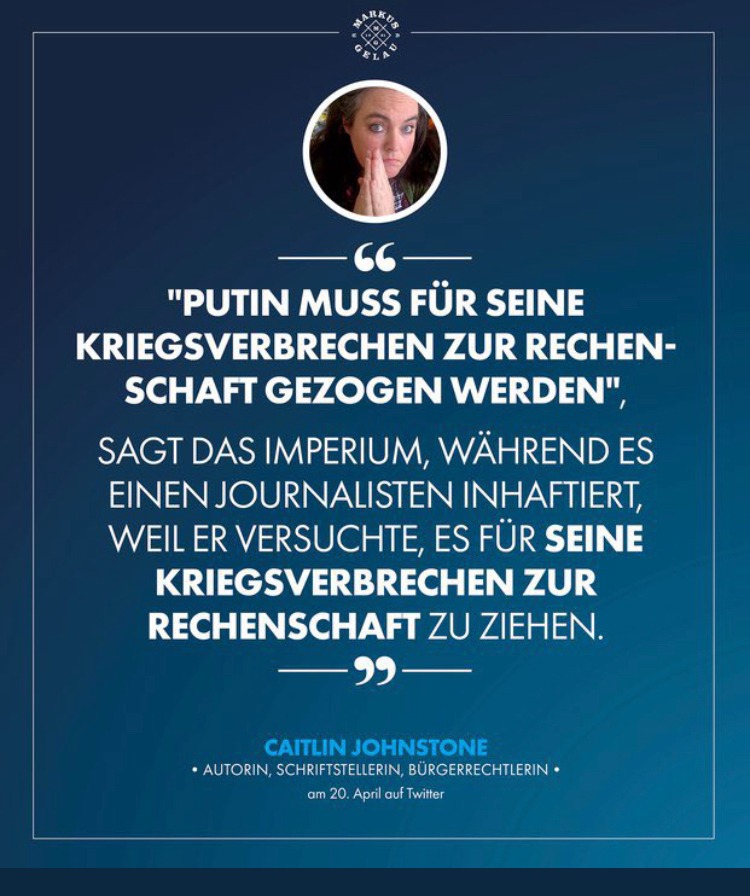 MARKUS
M
G
GELAU
“
"PUTIN MUSS FÜR SEINE
KRIEGSVERBRECHEN ZUR RECHEN-
SCHAFT GEZOGEN WERDEN",
SAGT DAS IMPERIUM, WÄHREND ES
EINEN JOURNALISTEN INHAFTIERT,
WEIL ER VERSUCHTE, ES FÜR SEINE
KRIEGSVERBRECHEN ZUR
RECHENSCHAFT ZU ZIEHEN.
”
CAITLIN JOHNSTONE
• AUTORIN, SCHRIFTSTELLERIN, BÜRGERRECHTLERIN •
am 20. April auf Twitter